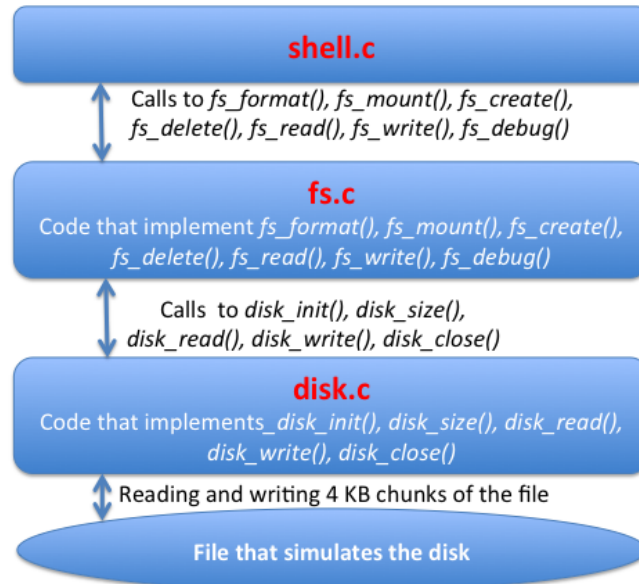 shell.c
Calls to fs_format(), fs_mount(), fs_create(),
fs_delete(), fs_read(), fs_write(), fs_debug()
fs.c
Code that implement fs_format(), fs_mount(), fs_create(),
fs_delete(), fs_read(), fs_write(), fs_debug()
Calls to disk_init(), disk_size(),
disk_read(), disk_write(), disk_close()
disk.c
Code that implements_disk_init(), disk_size(), disk_read(),
disk_write(), disk_close()
Reading and writing 4 KB chunks of the file
File that simulates the disk